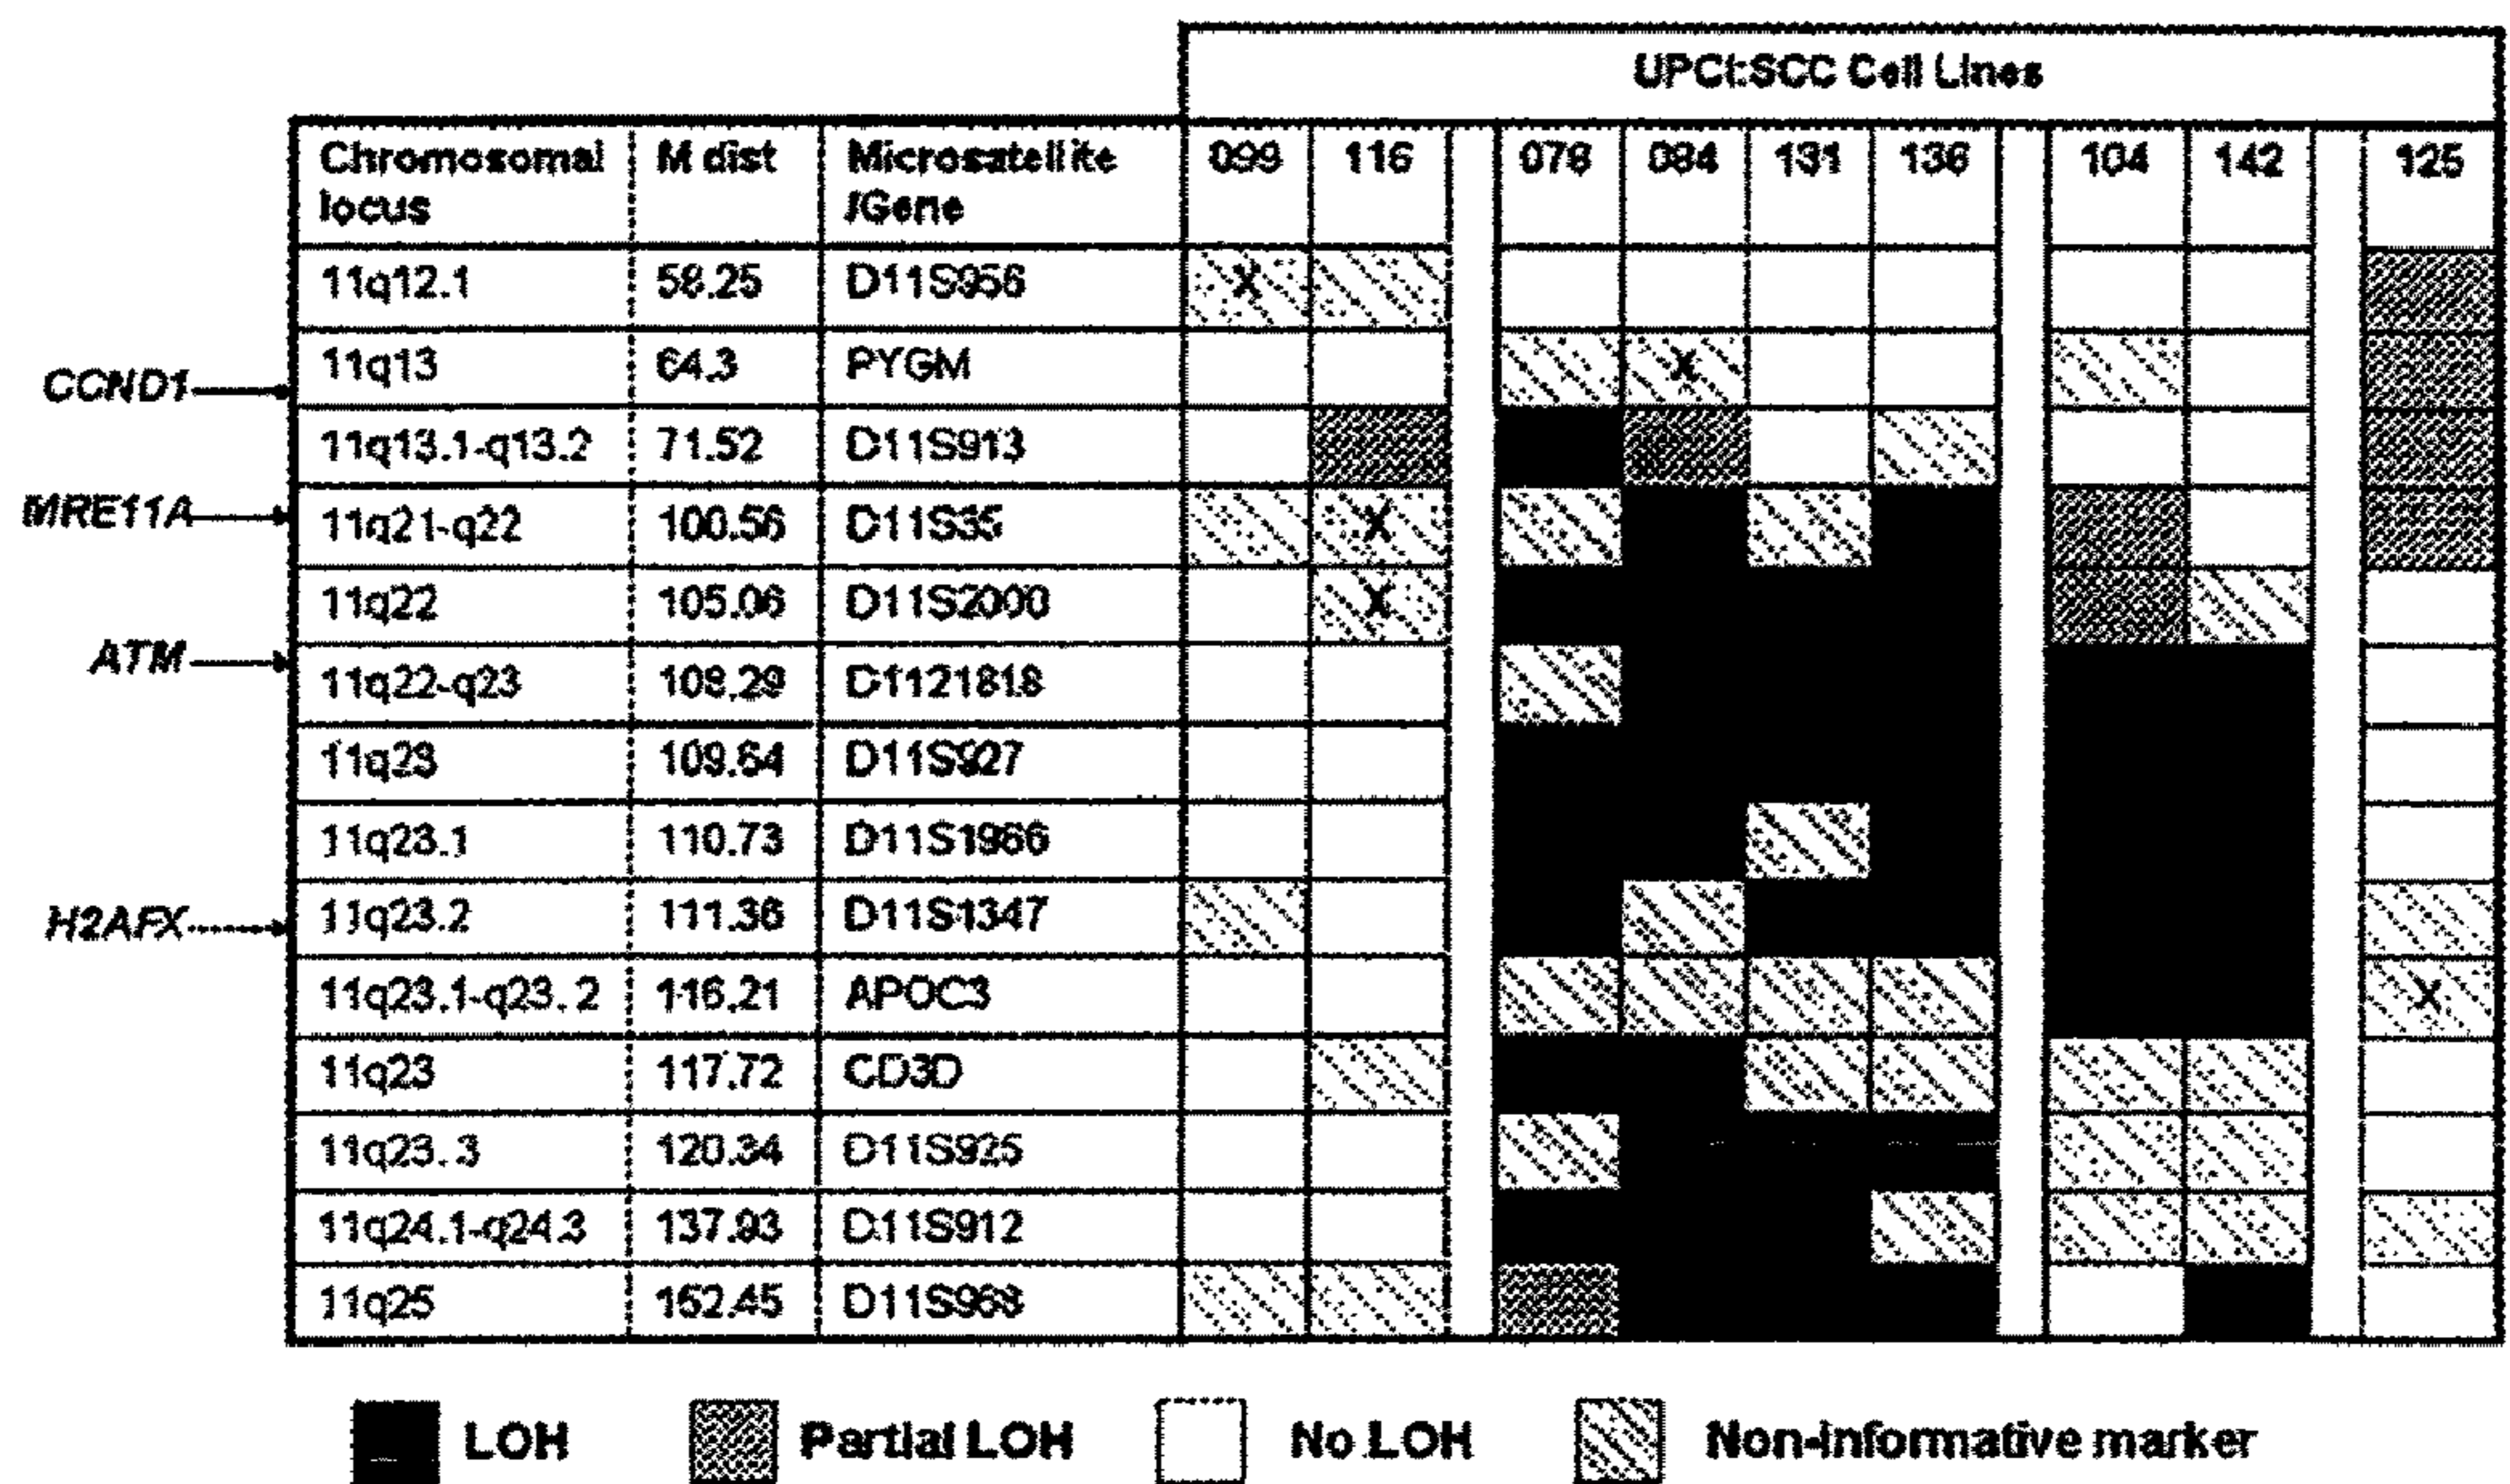 UPCI:SCC Cell Lines
Chromosomal locus M dist Microsatellite /Gene 099 116 078 084 131 136 104 142 125
11q12.1 58.25 D11S956 X
11q13 64.3 PYGM X
CCND1
11q13.1-q13.2 71.52 D11S913
MRE11A
11q21-q22 100.56 D11S35 X
11q22 105.06 D11S2000 X
ATM
11q22-q23 108.29 D1121818
11q23 109.64 D11S927
11q23.1 110.73 D11S1986
H2AFX
11q23.2 111.36 D11S1347
11q23.1-q23.2 116.21 APOC3 X
11q23 117.72 CD3D
11q23.3 120.34 D11S925
11q24.1-q24.3 137.93 D11S912
11q25 152.45 D11S968
LOH Partial LOH No LOH Non-informative marker